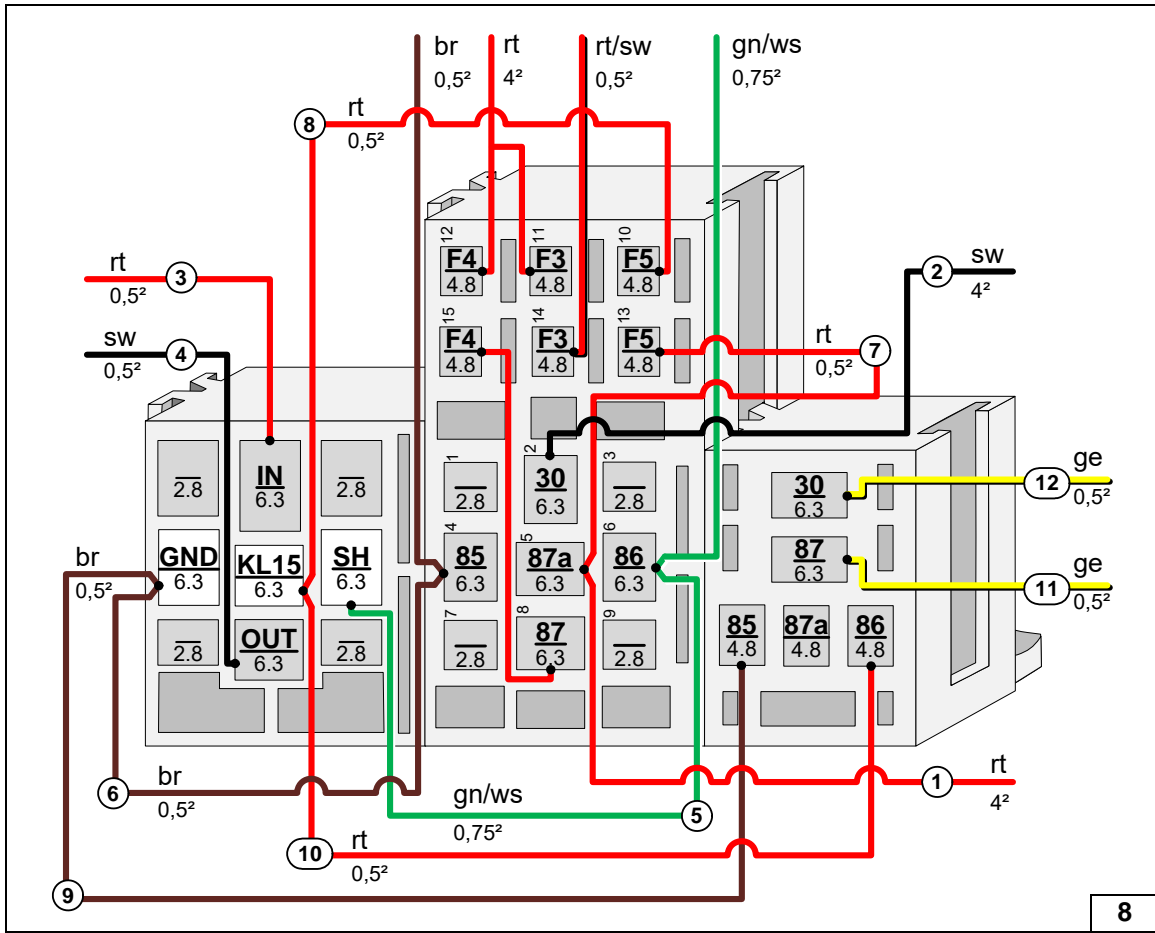 br
0,5²
rt
4²
rt/sw
0,5²
gn/ws
0,75²
8
rt
0,5²
12
F4
4.8
11
F3
4.8
10
F5
4.8
rt
0,5²
3
2
sw
4²
15
F4
4.8
14
F3
4.8
13
F5
4.8
rt
0,5²
7
sw
0,5²
4
2.8
IN
6.3
2.8
1
2.8
2
30
6.3
3
2.8
30
6.3
12
ge
0,5²
GND
6.3
KL15
6.3
SH
6.3
4
85
6.3
5
87a
6.3
6
86
6.3
87
6.3
11
ge
0,5²
br
0,5²
2.8
OUT
6.3
2.8
7
2.8
8
87
6.3
9
2.8
85
4.8
87a
4.8
86
4.8
6
br
0,5²
gn/ws
0,75²
5
1
rt
4²
10
rt
0,5²
9
8